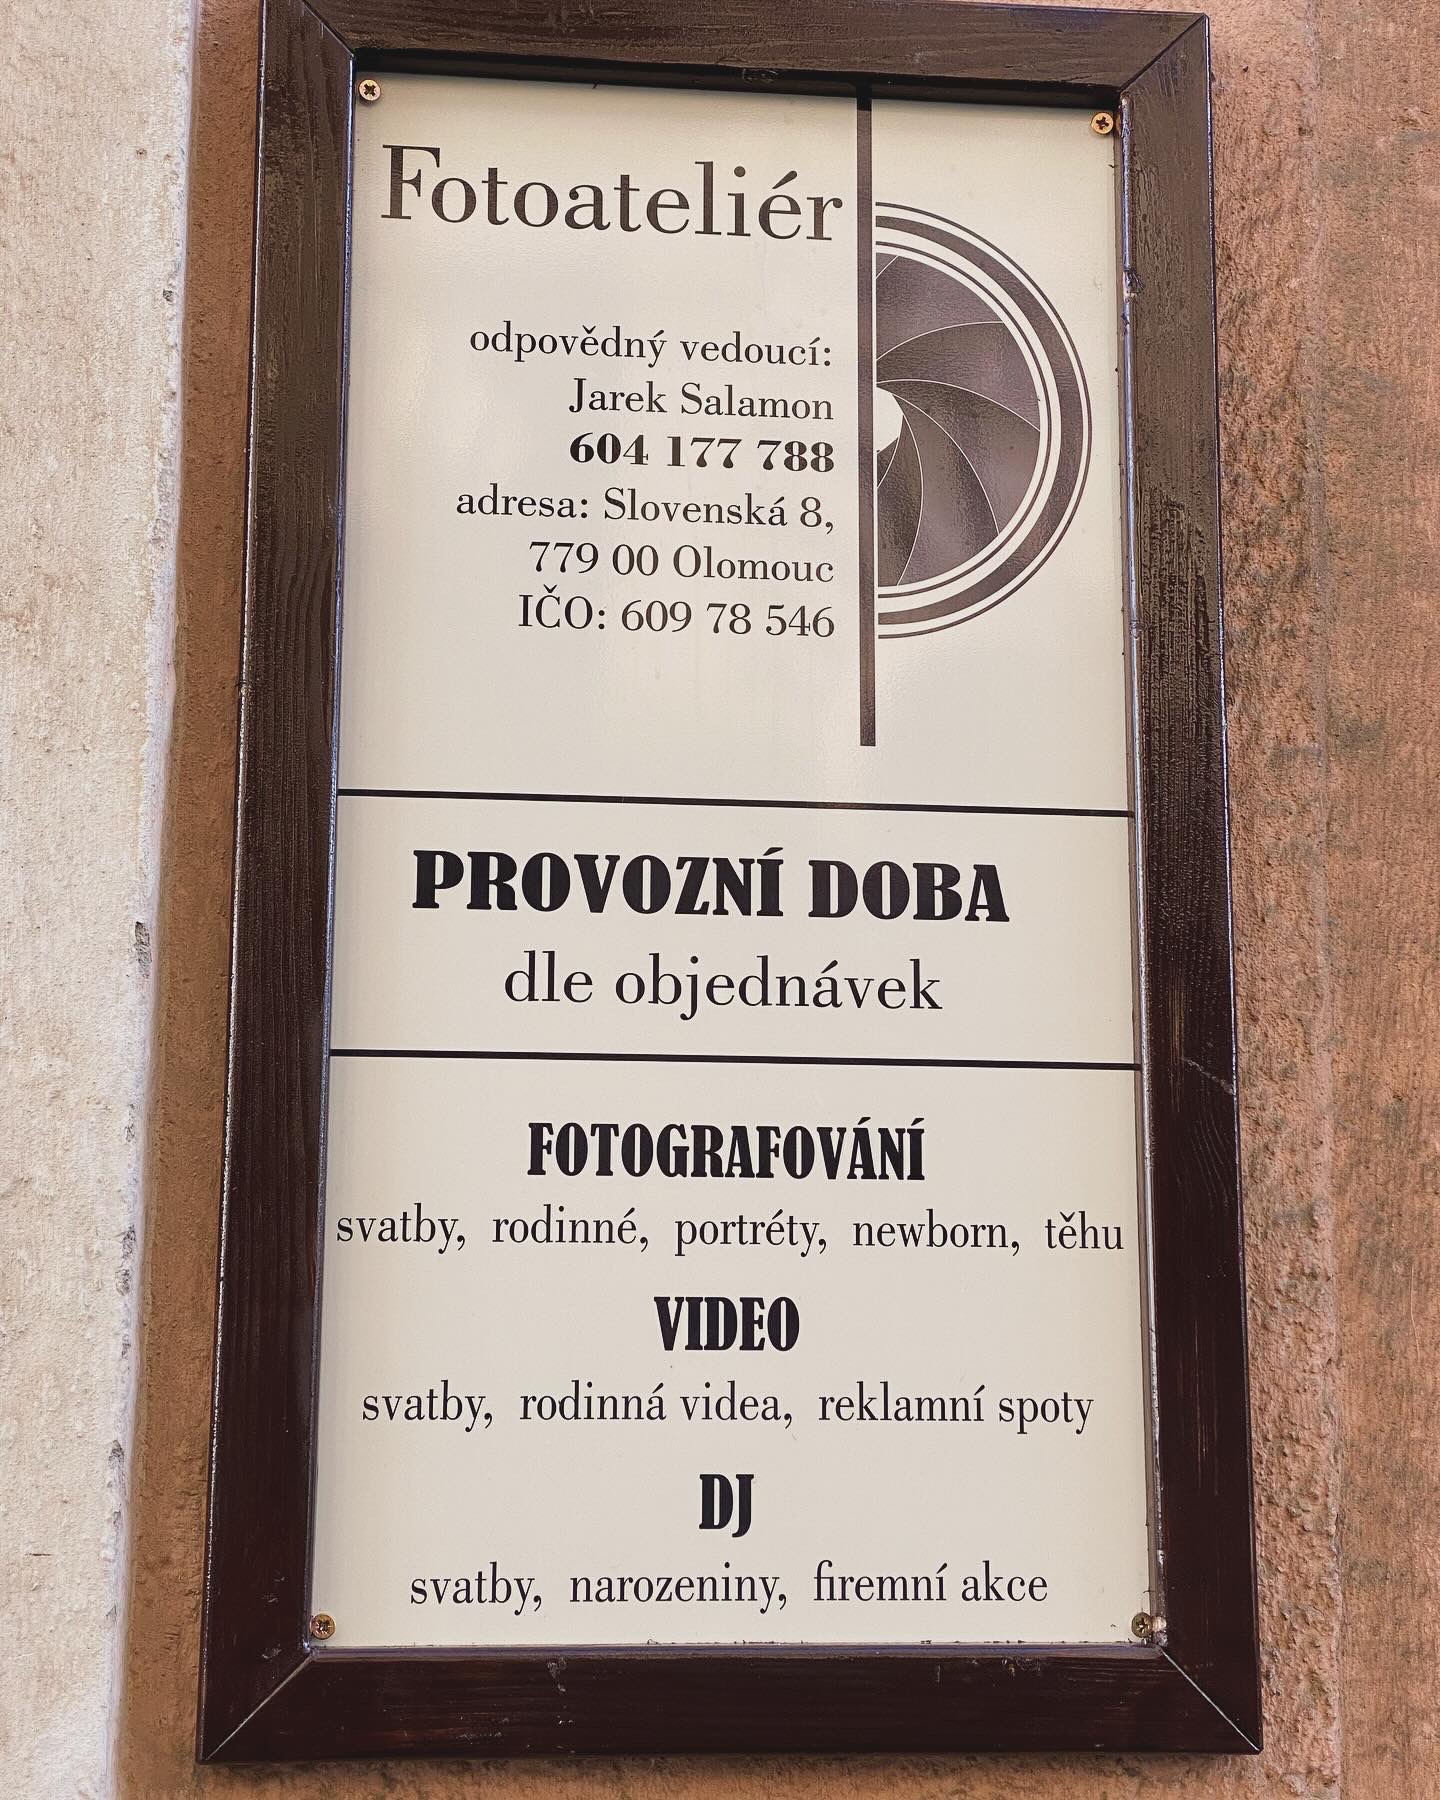 Fotoateliér
odpovědný vedoucí:
Jarek Salamon
604 177 788
adresa: Slovenská 8,
779 00 Olomouc
IČO: 609 78 546
PROVOZNÍ DOBA
dle objednávek
FOTOGRAFOVÁNÍ
svatby, rodinné, portréty, newborn, těhu
VIDEO
svatby, rodinná videa, reklamní spoty
DJ
svatby, narozeniny, firemní akce